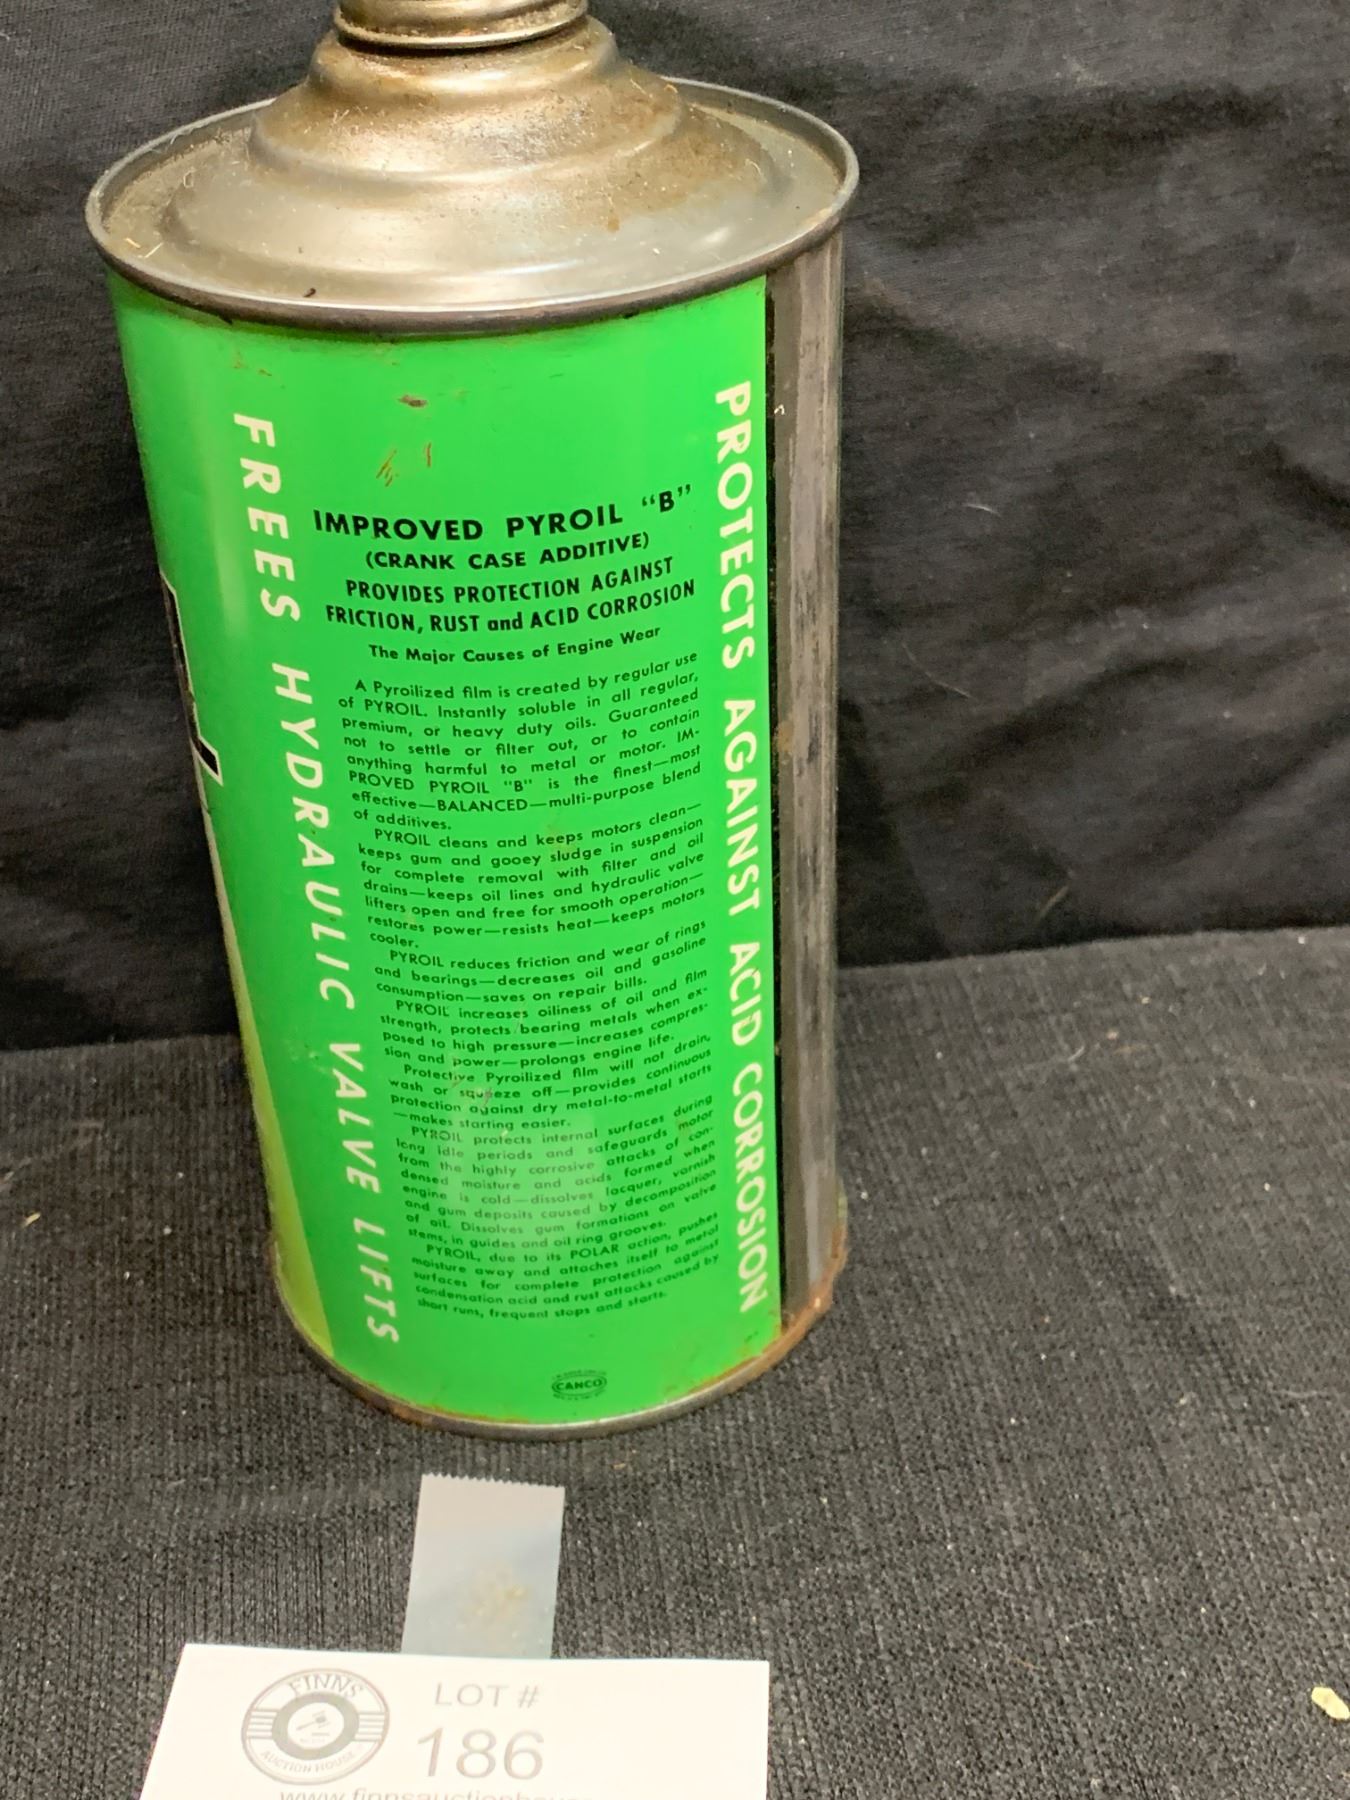 FREES HYDRAULIC VALVE LIFTS
IMPROVED PYROIL "B"
(CRANK CASE ADDITIVE)
PROVIDES PROTECTION AGAINST
FRICTION, RUST and ACID CORROSION
The Major Causes of Engine Wear
A Pyroilized film is created by regular use
of PYROIL. Instantly soluble in all regular,
premium, or heavy duty oils. Guaranteed
not to settle or filter out, or to contain
anything harmful to metal or motor. IM-
PROVED PYROIL "B" is the finest—most
effective—BALANCED—multi-purpose blend
of additives.
PYROIL cleans and keeps motors clean—
keeps gum and gooey sludge in suspension
for complete removal with filter and oil
drains—keeps oil lines and hydraulic valve
lifters open and free for smooth operation—
restores power—resists heat—keeps motors
cooler.
PYROIL reduces friction and wear of rings
and bearings—decreases oil and gasoline
consumption—saves on repair bills.
PYROIL increases oiliness of oil and film
strength, protects bearing metals when ex-
posed to high pressure—increases compres-
sion and power—prolongs engine life.
Protective Pyroilized film will not drain,
wash or squeeze off—provides continuous
protection against dry metal-to-metal starts
—makes starting easier.
PYROIL protects internal surfaces during
long idle periods and safeguards motor
from the highly corrosive attacks of con-
densed moisture and acids formed when
engine is cold—dissolves lacquer, varnish
and gum deposits caused by decomposition
of oil. Dissolves gum formations on valve
stems, in guides and oil ring grooves.
PYROIL, due to its POLAR action, pushes
moisture away and attaches itself to metal
surfaces for complete protection against
condensation acid and rust attacks caused by
short runs, frequent stops and starts.
PROTECTS AGAINST ACID CORROSION
CANCO
FINNS
AUCTION HOUSE
LOT #
186